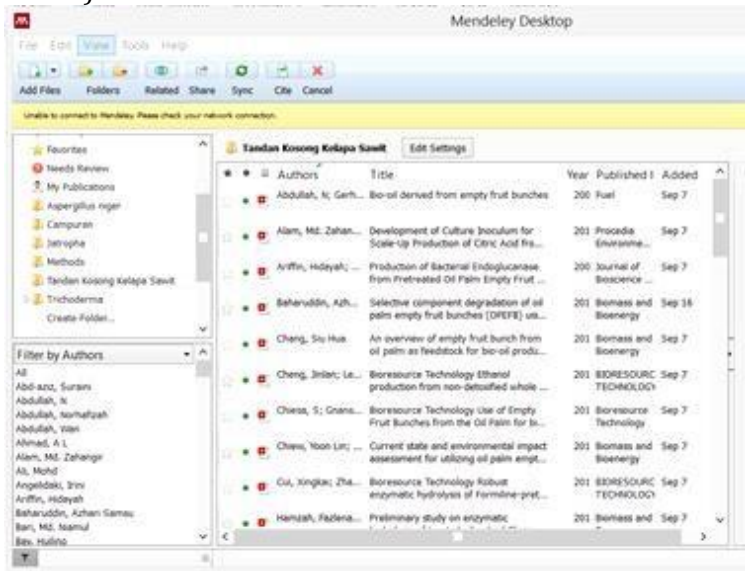 Mendeley Desktop
File Edit View Tools Help
Add Files Folders Related Share Sync Cite Cancel
Unable to connect to Mendeley. Please check your network connection.
Favorites
Needs Review
My Publications
Aspergillus niger
Campuran
Jatropha
Methods
Tandan Kosong Kelapa Sawit
Trichoderma
Create Folder...
Filter by Authors
All
Abd-aziz, Suraini
Abdullah, N
Abdullah, Norhafizah
Abdullah, Wan
Ahmad, A L
Alam, Md. Zahangir
Ali, Mohd
Angelidaki, Irini
Ariffin, Hidayah
Baharuddin, Azhari Samsu
Bari, Md. Niamul
Tandan Kosong Kelapa Sawit Edit Settings
Authors Title Year Published I Added
Abdullah, N; Gerh... Bio-oil derived from empty fruit bunches 200 Fuel Sep 7
Alam, Md. Zahan... Development of Culture Inoculum for 201 Procedia Sep 7
Scale-Up Production of Citric Acid fro... Environme...
Ariffin, Hidayah; ... Production of Bacterial Endoglucanase 200 Journal of Sep 7
from Pretreated Oil Palm Empty Fruit ... Bioscience ...
Baharuddin, Azh... Selective component degradation of oil 201 Biomass and Sep 16
palm empty fruit bunches (OPEFB) usi... Bioenergy
Chang, Siu Hua An overview of empty fruit bunch from 201 Biomass and Sep 7
oil palm as feedstock for bio-oil produ... Bioenergy
Cheng, Jinlan; Le... Bioresource Technology Ethanol 201 BIORESOURC Sep 7
production from non-detoxified whole ... TECHNOLOGY
Chiesa, S; Gnans... Bioresource Technology Use of Empty 201 Bioresource Sep 7
Fruit Bunches from the Oil Palm for bi... Technology
Chiew, Yoon Lin; ... Current state and environmental impact 201 Biomass and Sep 7
assessment for utilizing oil palm empt... Bioenergy
Cui, Xingkai; Zha... Bioresource Technology Robust 201 BIORESOURC Sep 7
enzymatic hydrolysis of Formiline-pret... TECHNOLOGY
Hamzah, Fazlena... Preliminary study on enzymatic 201 Biomass and Sep 7